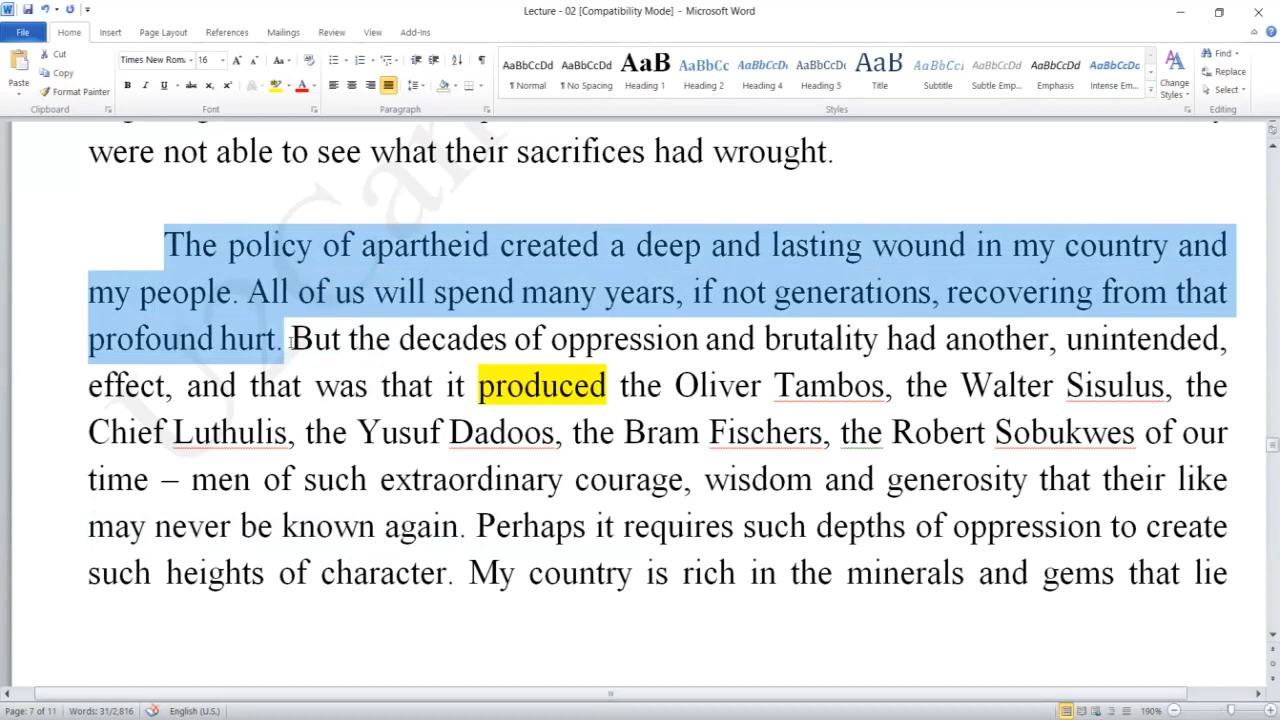 Lecture - 02 [Compatibility Mode] - Microsoft Word
File Home Insert Page Layout References Mailings Review View Add-Ins
Cut
Copy
Format Painter
Paste
Times New Rom 16
AaBbCcDd AaBbCcDd AaB AaBbCc AaBbCcD AaBbCcDd AaB AaBbCcI AaBbCcDd AaBbCcDd AaBbCcDd
¶ Normal ¶ No Spacing Heading 1 Heading 2 Heading 4 Heading 5 Title Subtitle Subtle Emp... Emphasis Intense Em...
Change Styles
Find
Replace
Select
Clipboard Font Paragraph Styles Editing
were not able to see what their sacrifices had wrought.
The policy of apartheid created a deep and lasting wound in my country and
my people. All of us will spend many years, if not generations, recovering from that
profound hurt. But the decades of oppression and brutality had another, unintended,
effect, and that was that it produced the Oliver Tambos, the Walter Sisulus, the
Chief Luthulis, the Yusuf Dadoos, the Bram Fischers, the Robert Sobukwes of our
time – men of such extraordinary courage, wisdom and generosity that their like
may never be known again. Perhaps it requires such depths of oppression to create
such heights of character. My country is rich in the minerals and gems that lie
Page: 7 of 11 Words: 31/2,816 English (U.S.) 190%